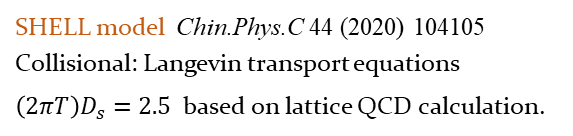 SHELL model Chin.Phys.C 44 (2020) 104105
Collisional: Langevin transport equations
(2πT)Dₛ = 2.5 based on lattice QCD calculation.